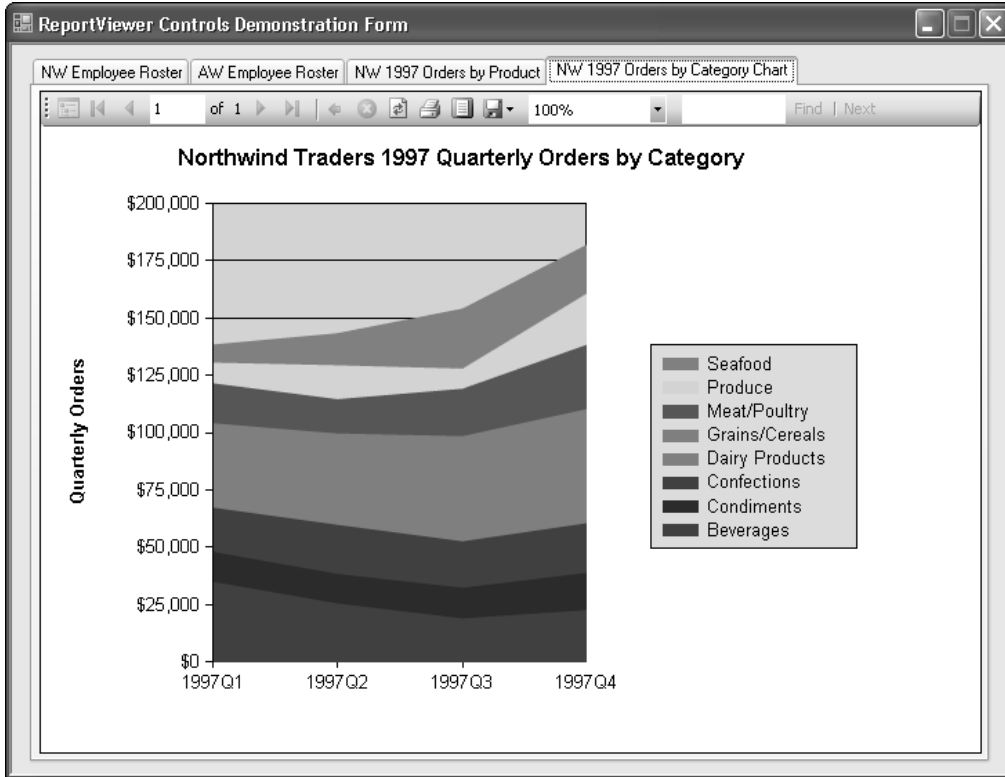 ReportViewer Controls Demonstration Form
NW Employee Roster
AW Employee Roster
NW 1997 Orders by Product
NW 1997 Orders by Category Chart
1 of 1
100%
Find | Next
Northwind Traders 1997 Quarterly Orders by Category
Quarterly Orders
$200,000
$175,000
$150,000
$125,000
$100,000
$75,000
$50,000
$25,000
$0
1997Q1 1997Q2 1997Q3 1997Q4
Seafood
Produce
Meat/Poultry
Grains/Cereals
Dairy Products
Confections
Condiments
Beverages